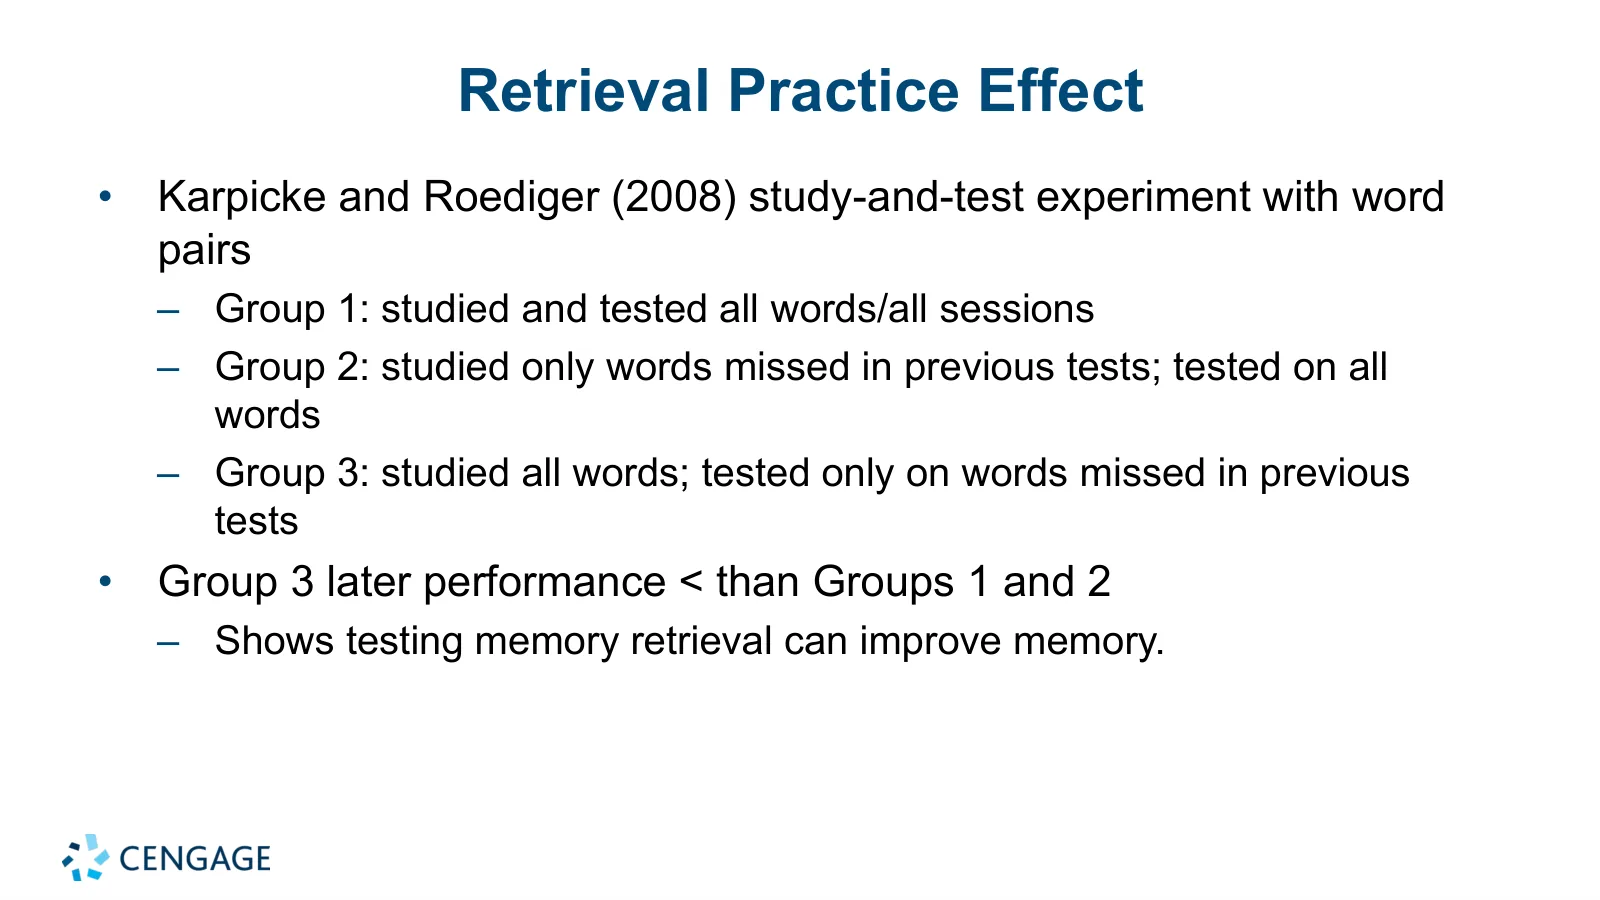 Retrieval Practice Effect
• Karpicke and Roediger (2008) study-and-test experiment with word
pairs
– Group 1: studied and tested all words/all sessions
– Group 2: studied only words missed in previous tests; tested on all
words
– Group 3: studied all words; tested only on words missed in previous
tests
• Group 3 later performance < than Groups 1 and 2
– Shows testing memory retrieval can improve memory.
CENGAGE